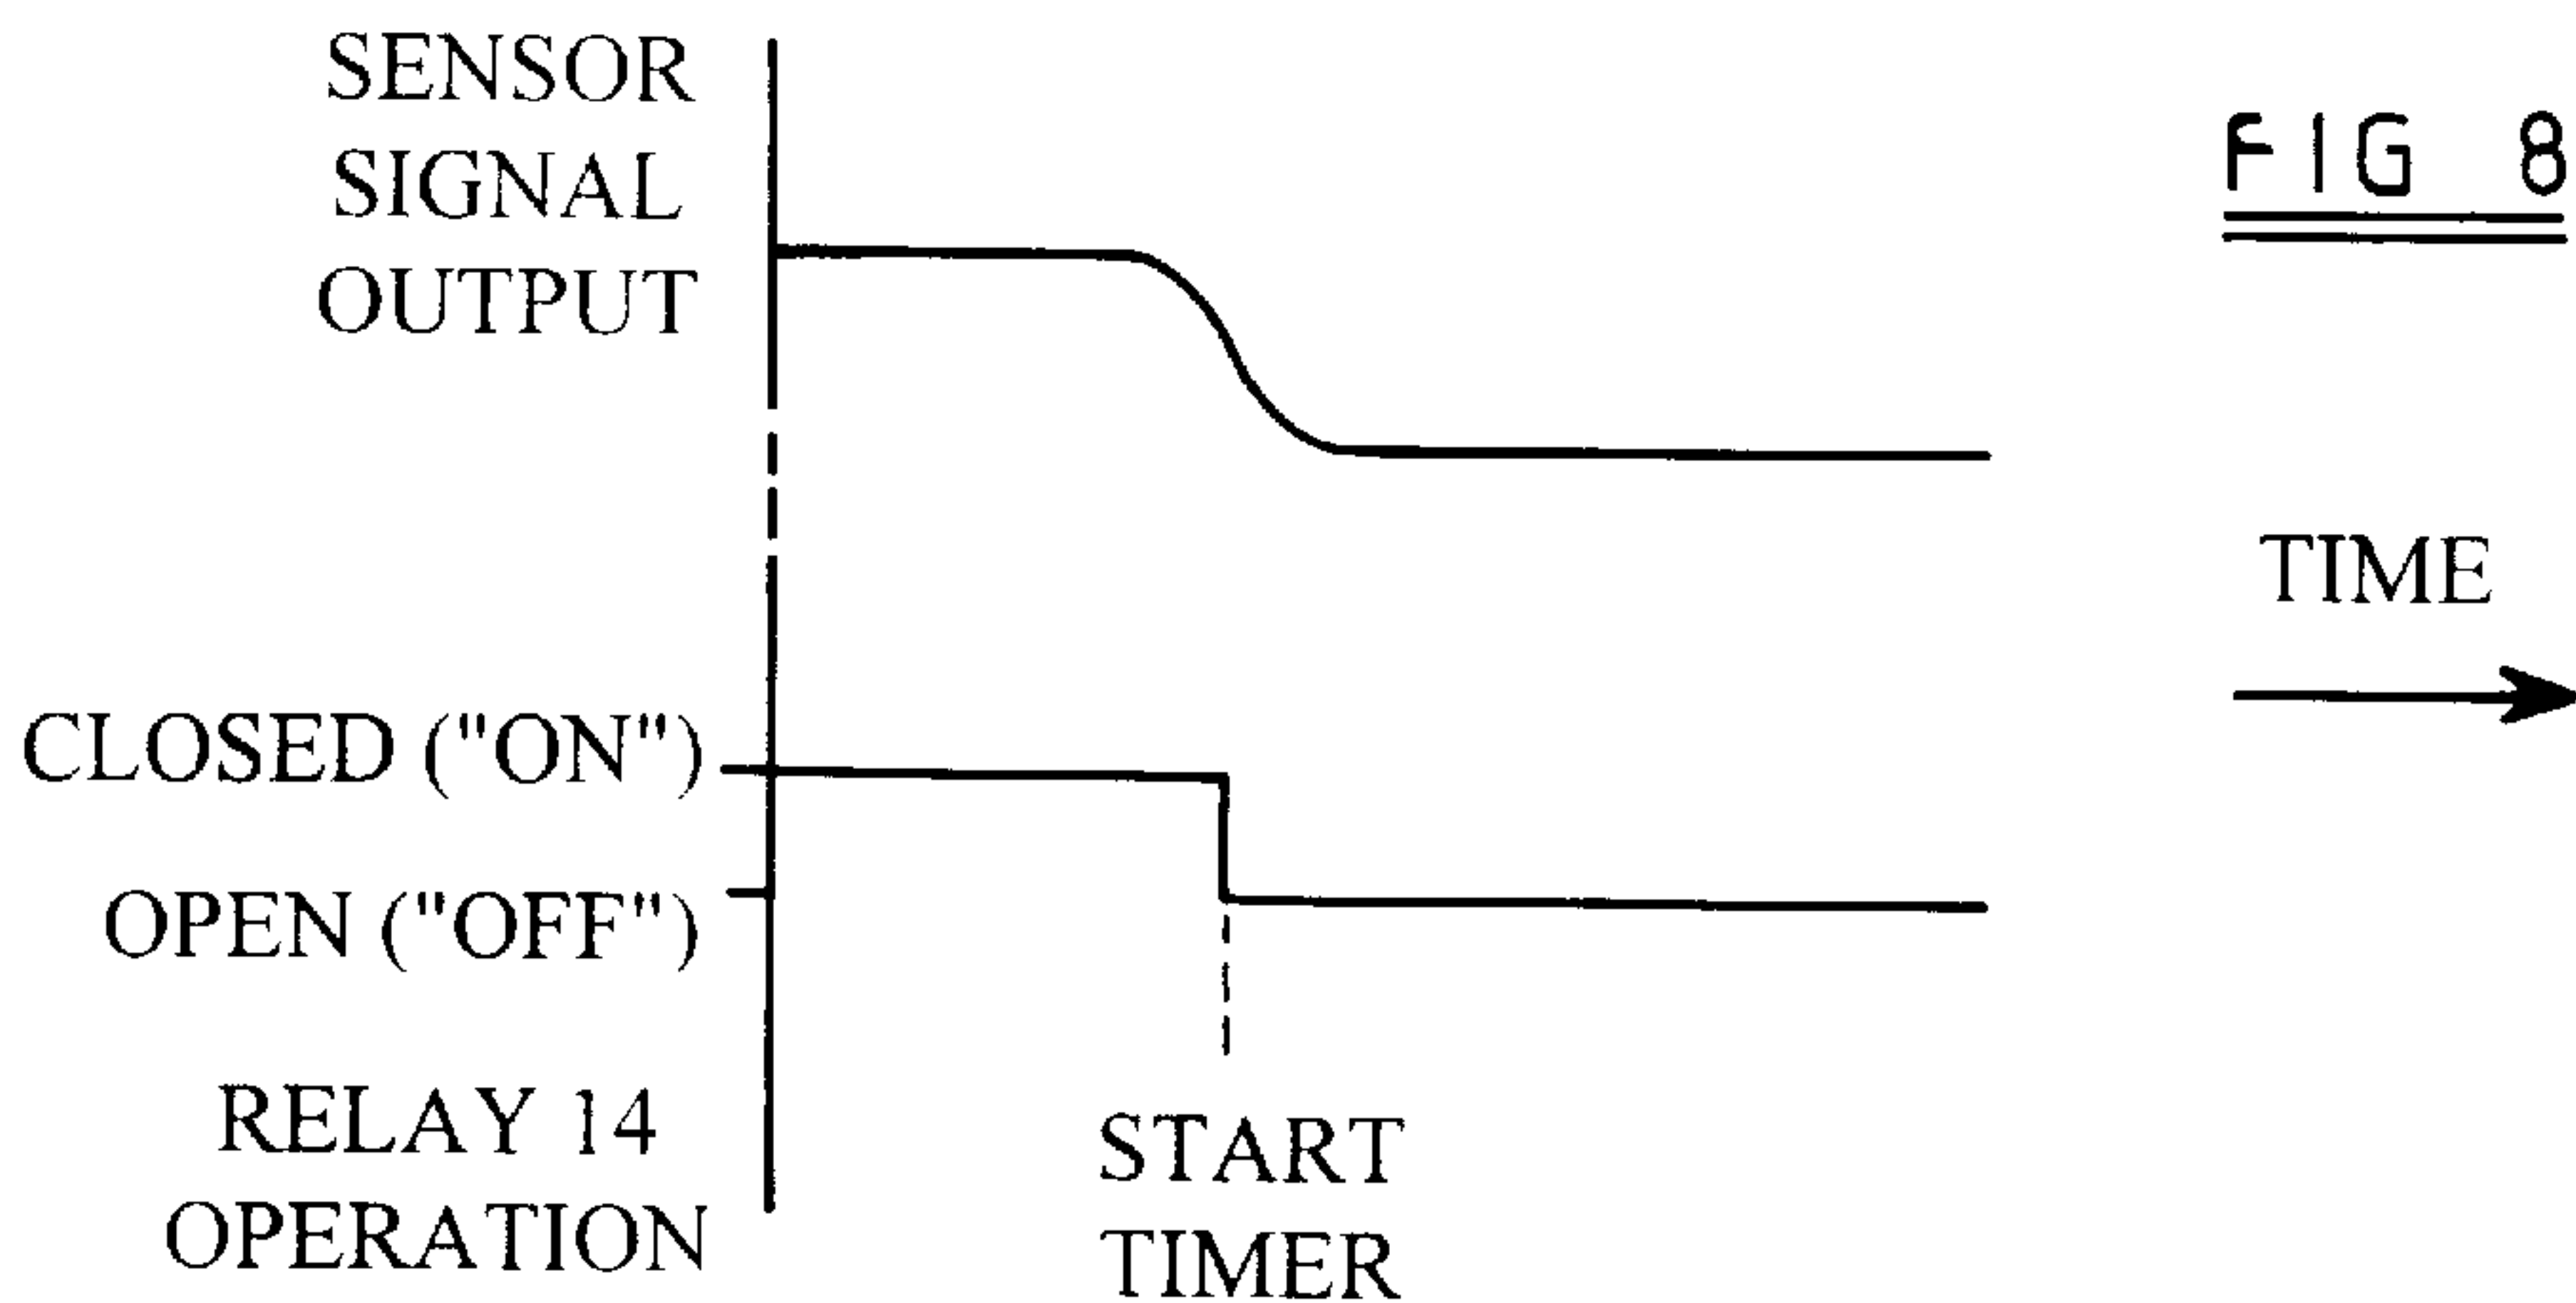 SENSOR
SIGNAL
OUTPUT
FIG 8
TIME
CLOSED ("ON")
OPEN ("OFF")
RELAY 14
OPERATION
START
TIMER